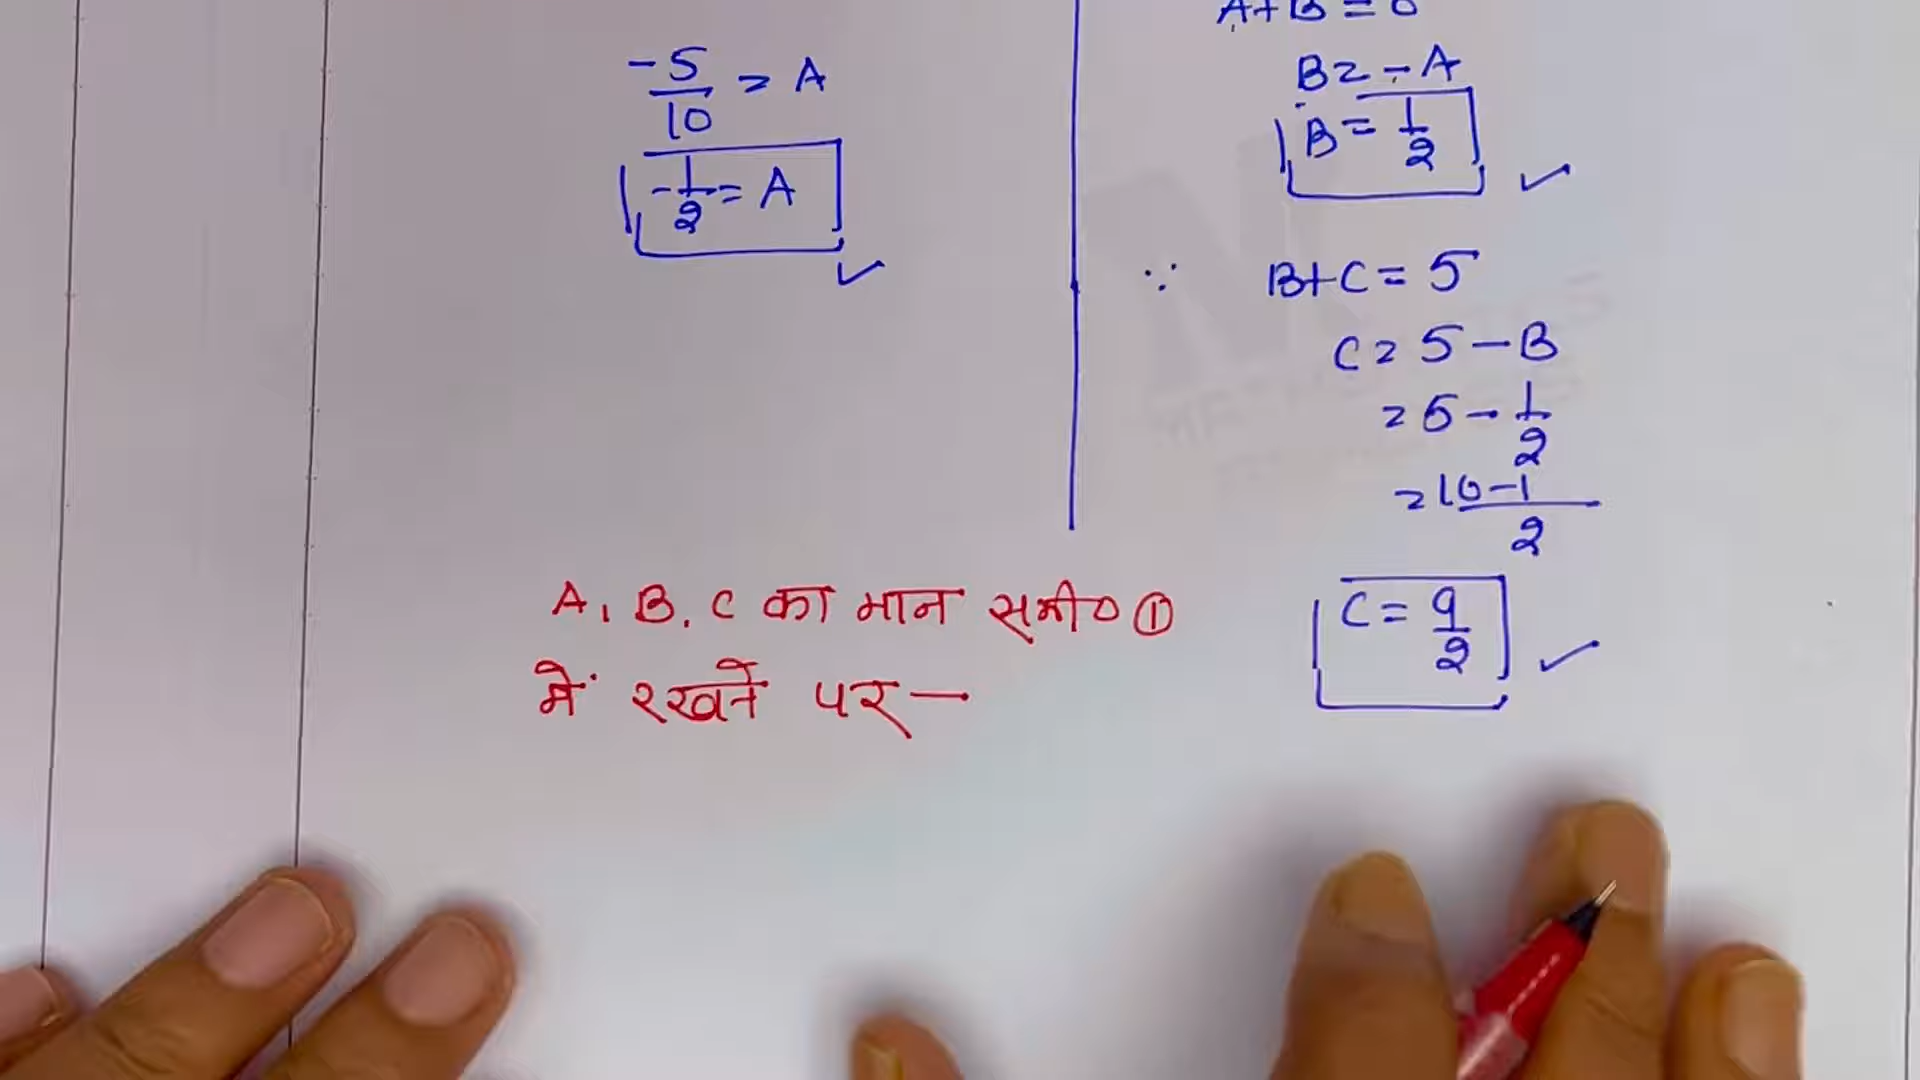 -5/10 = A
-1/2 = A
A+B = 0
B = -A
B = 1/2
∵ B+C = 5
C = 5 - B
= 5 - 1/2
= 10-1/2
C = 9/2
A, B, C का मान समी० ①
में रखने पर -